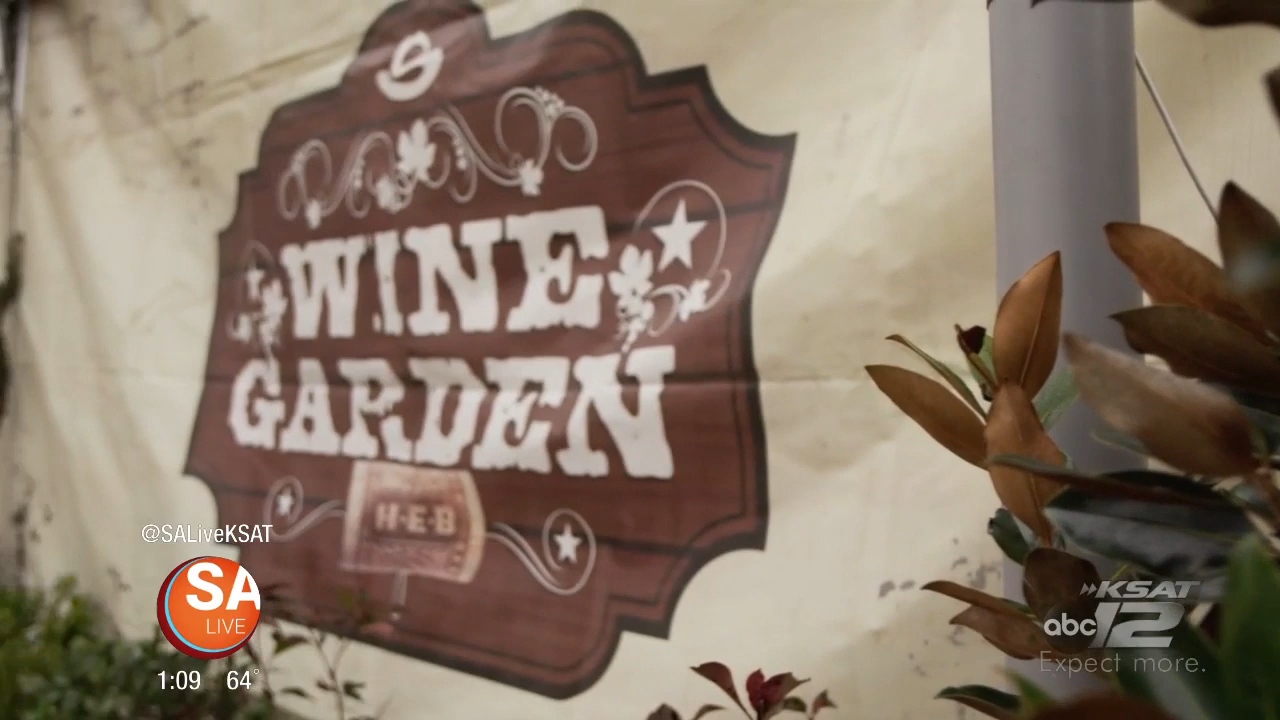 S
WINE
GARDEN
H-E-B
@SALiveKSAT
SA
LIVE
1:09 64°
KSAT
abc 12
Expect more.